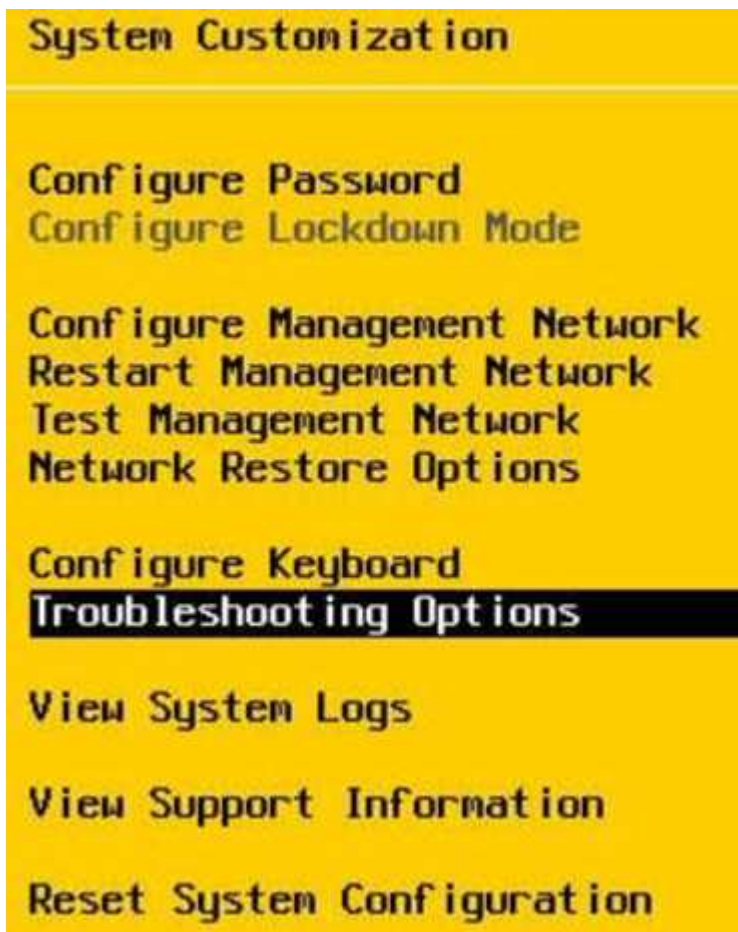 System Customization
Configure Password
Configure Lockdown Mode
Configure Management Network
Restart Management Network
Test Management Network
Network Restore Options
Configure Keyboard
Troubleshooting Options
View System Logs
View Support Information
Reset System Configuration